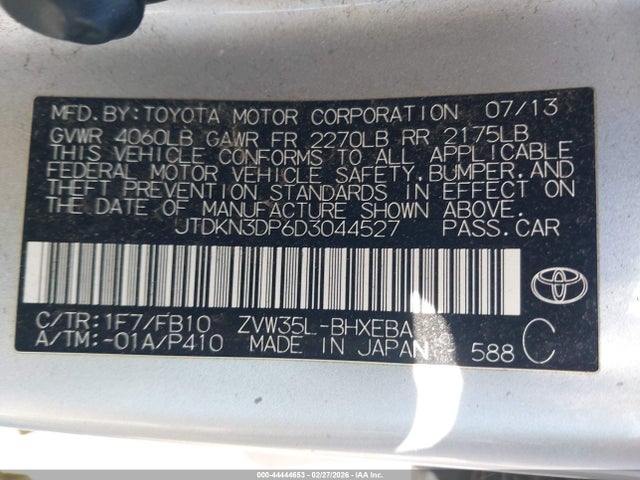 MFD.BY:TOYOTA MOTOR CORPORATION 07/13
GVWR 4060LB GAWR FR 2270LB RR 2175LB
THIS VEHICLE CONFORMS TO ALL APPLICABLE
FEDERAL MOTOR VEHICLE SAFETY,BUMPER,AND
THEFT PREVENTION STANDARDS IN EFFECT ON
THE DATE OF MANUFACTURE SHOWN ABOVE.
JTDKN3DP6D3044527 PASS.CAR
C/TR:1F7/FB10 ZVW35L-BHXEBA
A/TM:-01A/P410 MADE IN JAPAN 588 C
000-44444653 - 02/27/2026 - IAA Inc.